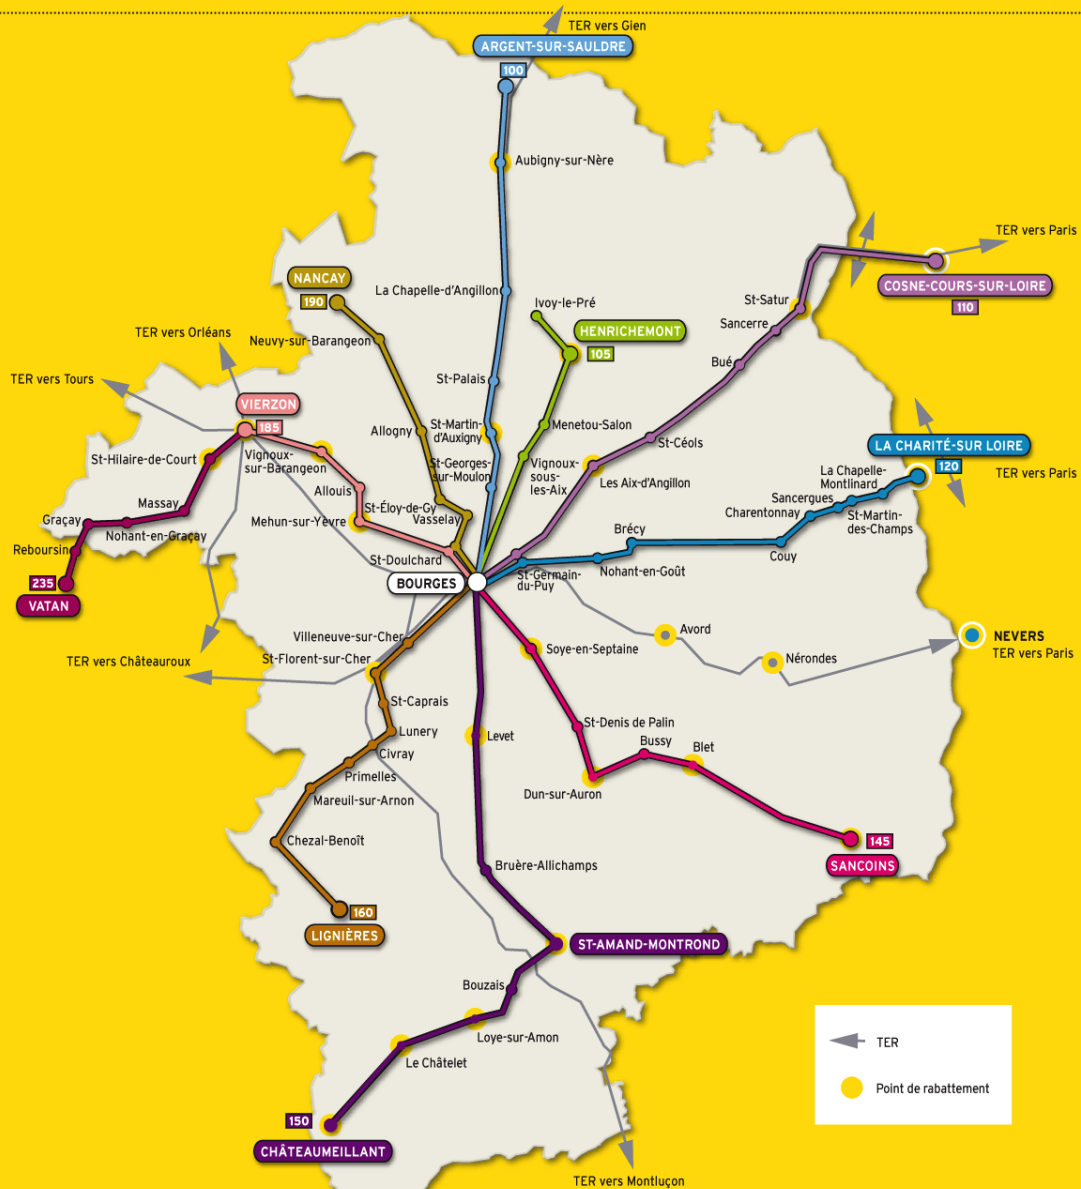 TER vers Gien
ARGENT-SUR-SAULDRE
100
Aubigny-sur-Nère
TER vers Paris
COSNE-COURS-SUR-LOIRE
110
NANCAY
190
La Chapelle-d'Angillon
Ivoy-le-Pré
St-Satur
HENRICHEMONT
105
Sancerre
TER vers Orléans
Neuvy-sur-Barangeon
Bué
TER vers Tours
St-Palais
VIERZON
185
Allogny
St-Martin-
d'Auxigny
Menetou-Salon
St-Céols
LA CHARITÉ-SUR LOIRE
120
TER vers Paris
St-Hilaire-de-Court
Vignoux-
sur-Barangeon
St-Georges-
sur-Moulon
Vignoux-
sous-
les-Aix
Les Aix-d'Angillon
La Chapelle-
Montlinard
Sancergues
Charentonnay
St-Martin-
des-Champs
Massay
Allouis
St-Éloy-de-Gy
Vasselay
Graçay
Nohant-en-Graçay
Mehun-sur-Yèvre
Brécy
Couy
Reboursin
St-Doulchard
Nohant-en-Goût
235
VATAN
BOURGES
St-Germain-
du-Puy
Villeneuve-sur-Cher
Avord
NEVERS
TER vers Paris
TER vers Châteauroux
St-Florent-sur-Cher
Soye-en-Septaine
Nérondes
St-Caprais
St-Denis de Palin
Lunery
Levet
Bussy
Blet
Civray
Primelles
Mareuil-sur-Arnon
Dun-sur-Auron
Chezal-Benoît
145
SANCOINS
Bruère-Allichamps
160
LIGNIÈRES
ST-AMAND-MONTROND
Bouzais
Loye-sur-Amon
Le Châtelet
TER
Point de rabattement
150
CHÂTEAUMEILLANT
TER vers Montluçon